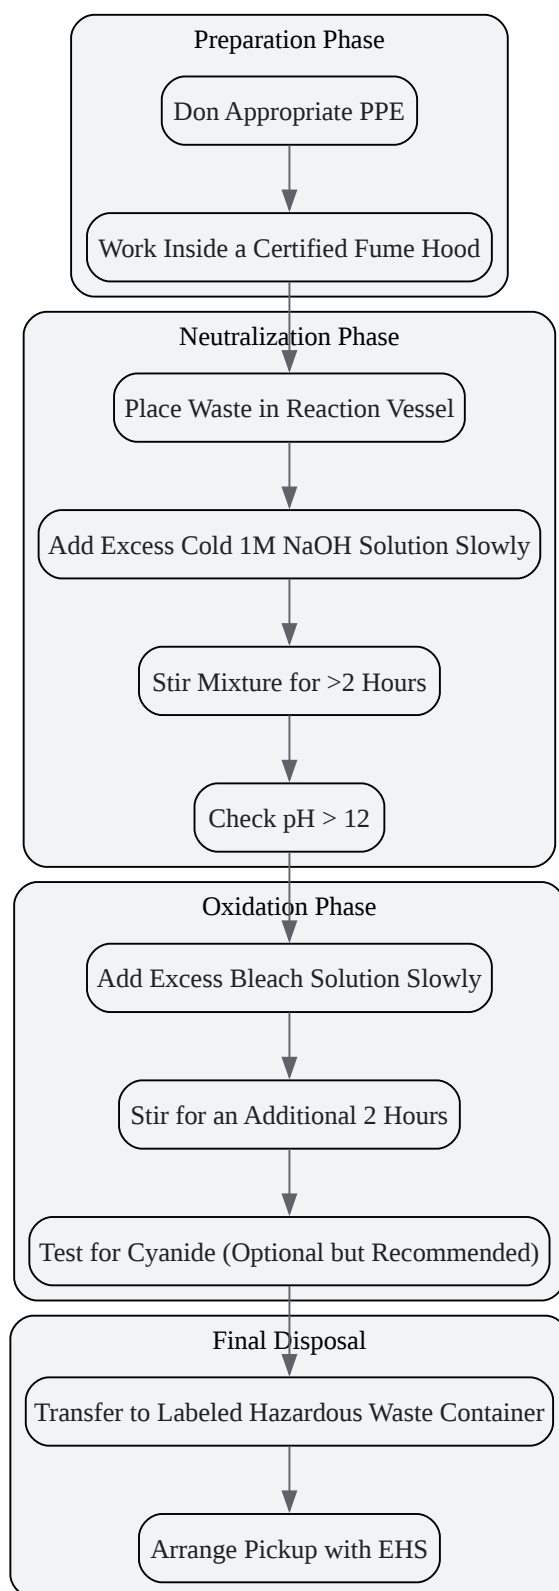 Preparation Phase
Don Appropriate PPE
Work Inside a Certified Fume Hood
Neutralization Phase
Place Waste in Reaction Vessel
Add Excess Cold 1M NaOH Solution Slowly
Stir Mixture for >2 Hours
Check pH > 12
Oxidation Phase
Add Excess Bleach Solution Slowly
Stir for an Additional 2 Hours
Test for Cyanide (Optional but Recommended)
Final Disposal
Transfer to Labeled Hazardous Waste Container
Arrange Pickup with EHS